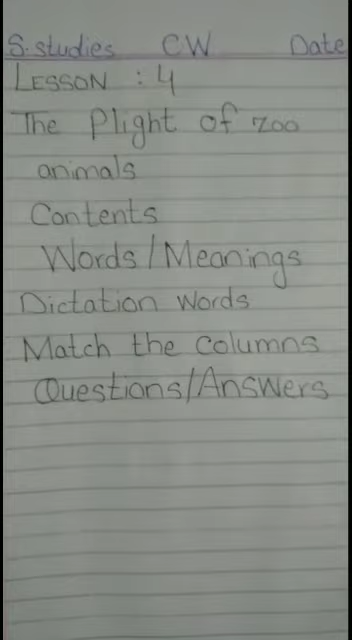 S. studies CW Date
LESSON : 4
The Plight of zoo
animals
Contents
Words/Meanings
Dictation words
Match the columns
Questions/Answers